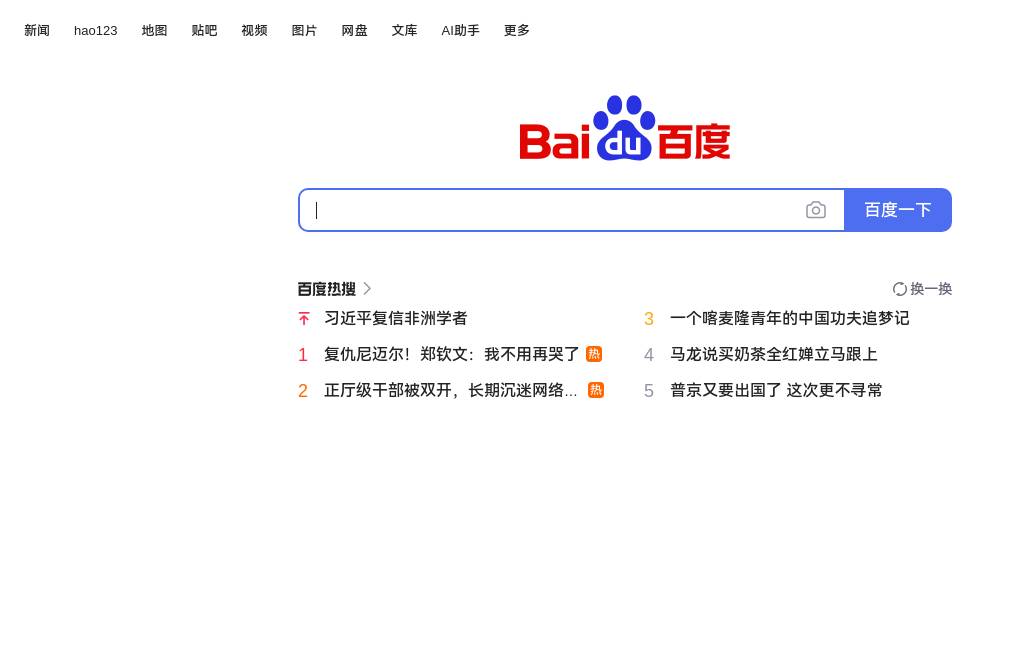 新闻 hao123 地图 贴吧 视频 图片 网盘 文库 AI助手 更多
Bai du 百度
百度一下
百度热搜 换一换
习近平复信非洲学者
3 一个喀麦隆青年的中国功夫追梦记
1 复仇尼迈尔！郑钦文：我不用再哭了 热
4 马龙说买奶茶全红婵立马跟上
2 正厅级干部被双开，长期沉迷网络... 热
5 普京又要出国了 这次更不寻常